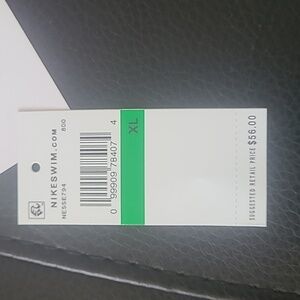 NIKESWIM.COM
NESSE794 800
0 99909 78407 4
XL
SUGGESTED RETAIL PRICE $56.00